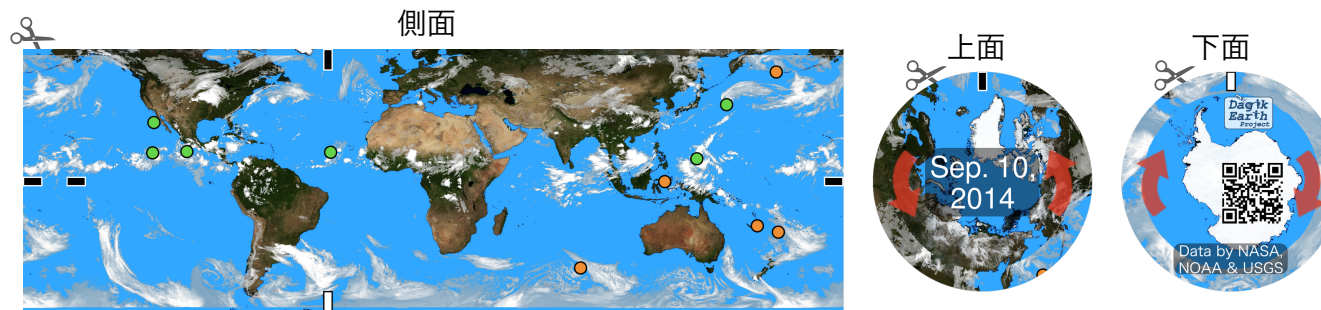 側面
上面
下面
Sep. 10,
2014
Dagik
Earth
Project
Data by NASA,
NOAA & USGS